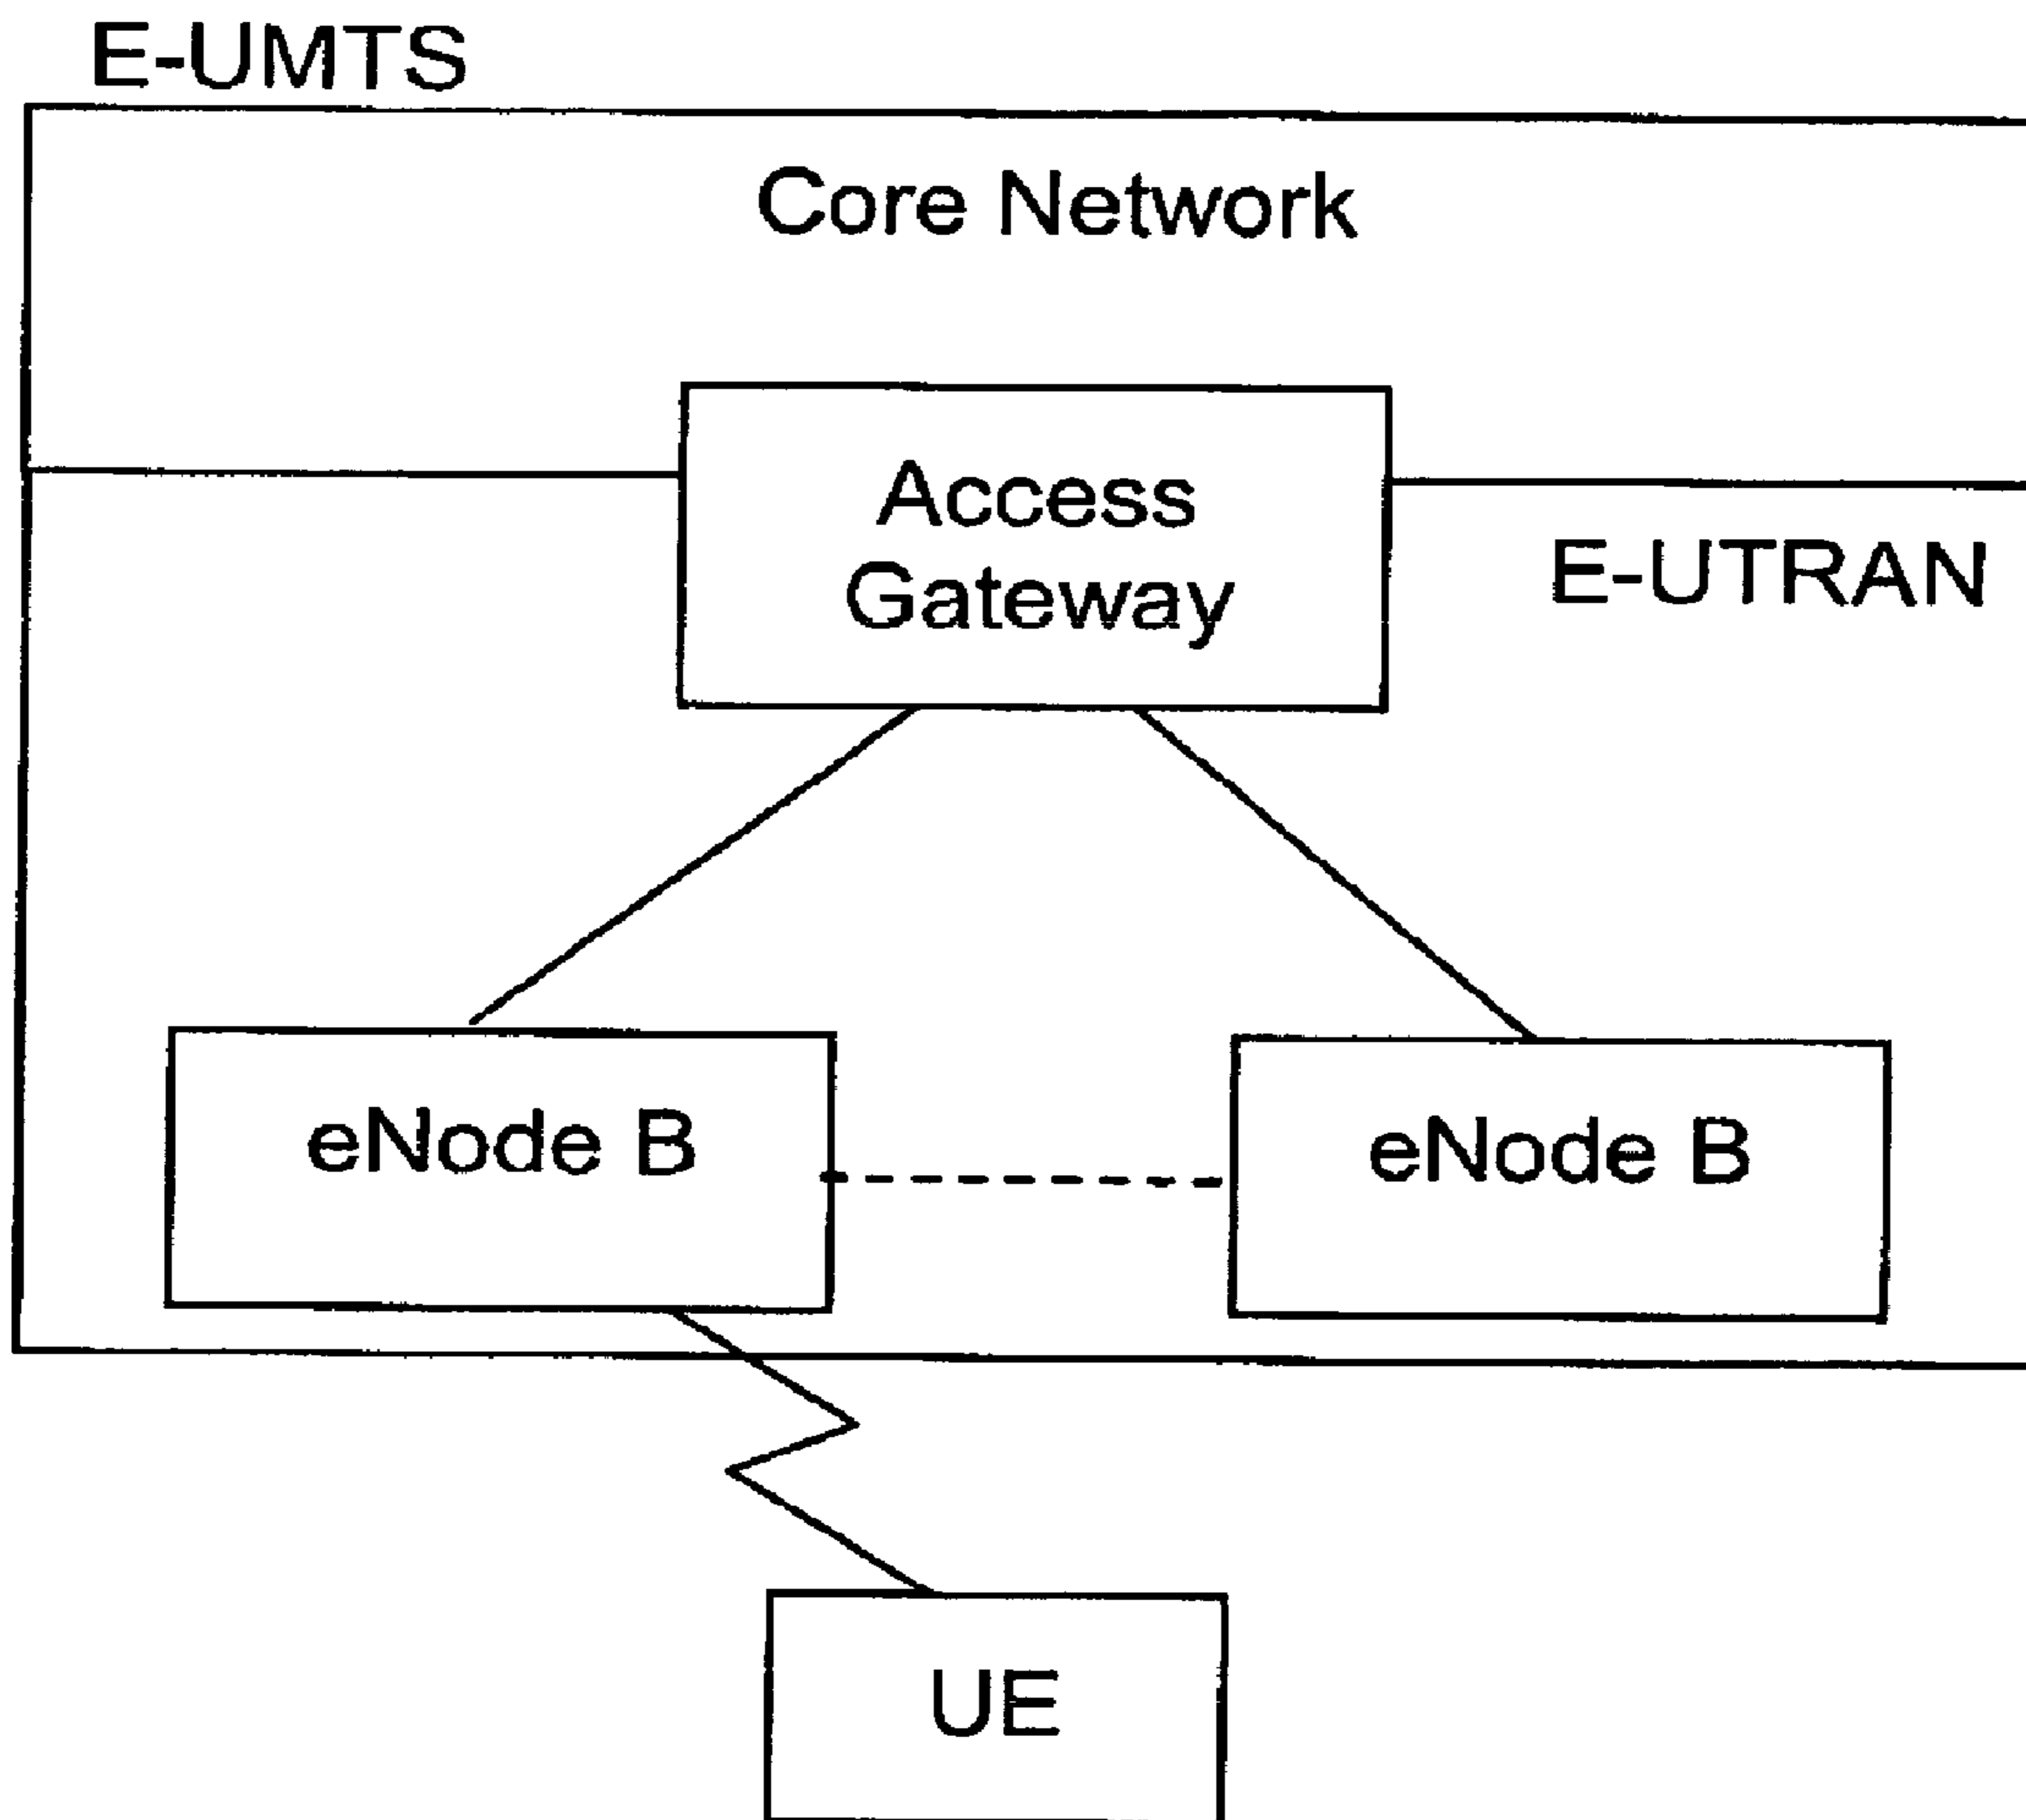 E-UMTS
Core Network
Access
Gateway
E-UTRAN
eNode B
eNode B
UE